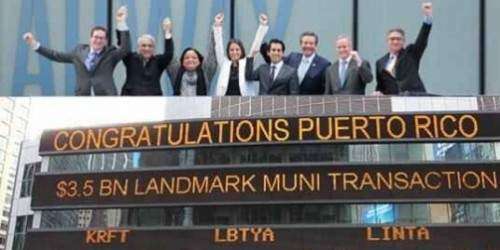 CONGRATULATIONS PUERTO RICO
$3.5 BN LANDMARK MUNI TRANSACTION
KRFT LBTYA LINTA